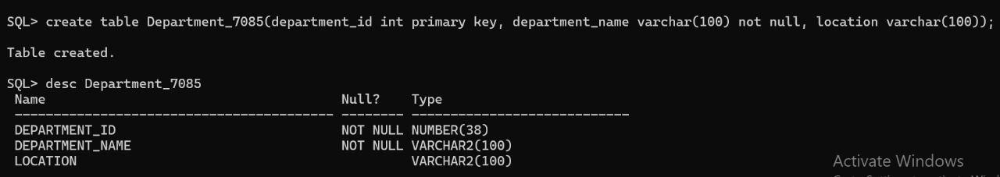 SQL> create table Department_7085(department_id int primary key, department_name varchar(100) not null, location varchar(100));
Table created.
SQL> desc Department_7085
Name Null? Type
----------------------------------------- -------- ----------------------------
DEPARTMENT_ID NOT NULL NUMBER(38)
DEPARTMENT_NAME NOT NULL VARCHAR2(100)
LOCATION VARCHAR2(100)
Activate Windows